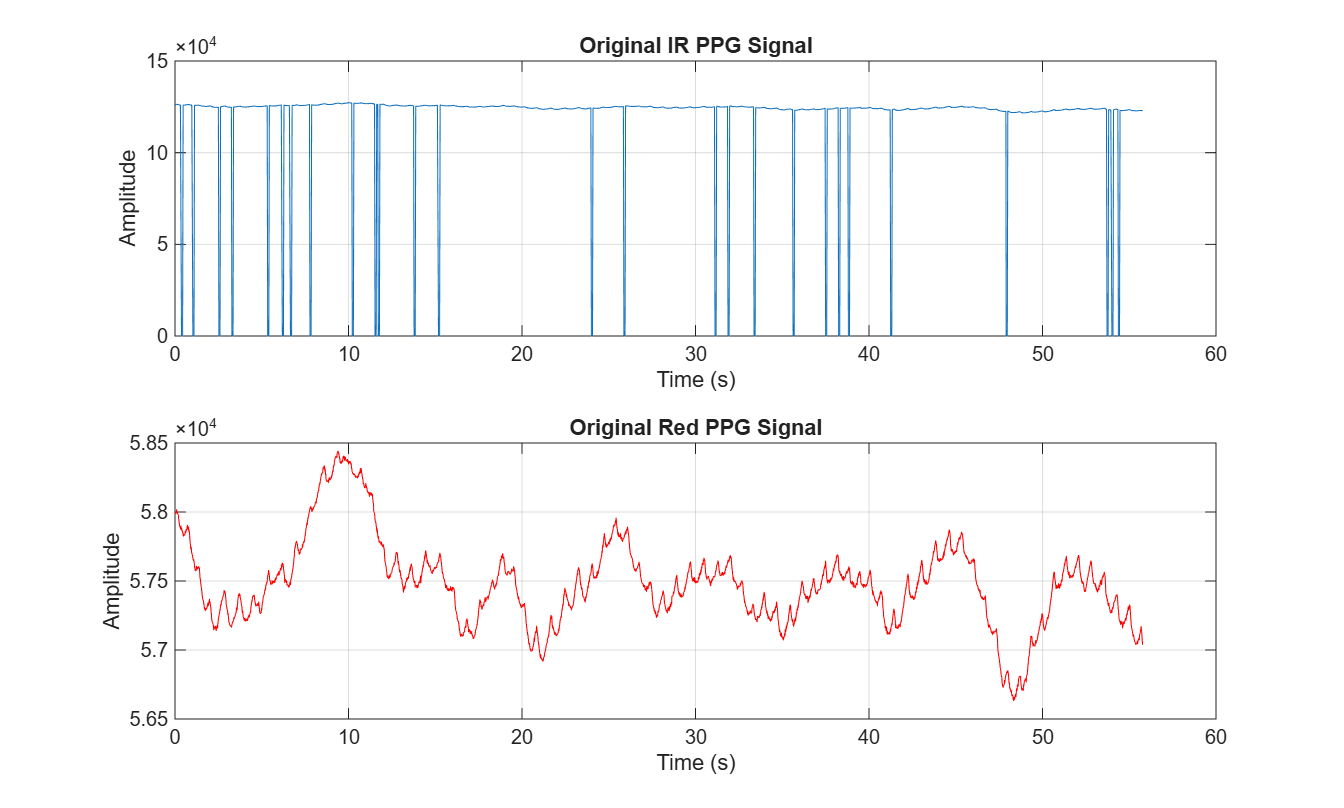 Original IR PPG Signal
×10⁴
15
10
5
0
Amplitude
0 10 20 30 40 50 60
Time (s)
Original Red PPG Signal
×10⁴
5.85
5.8
5.75
5.7
5.65
Amplitude
0 10 20 30 40 50 60
Time (s)